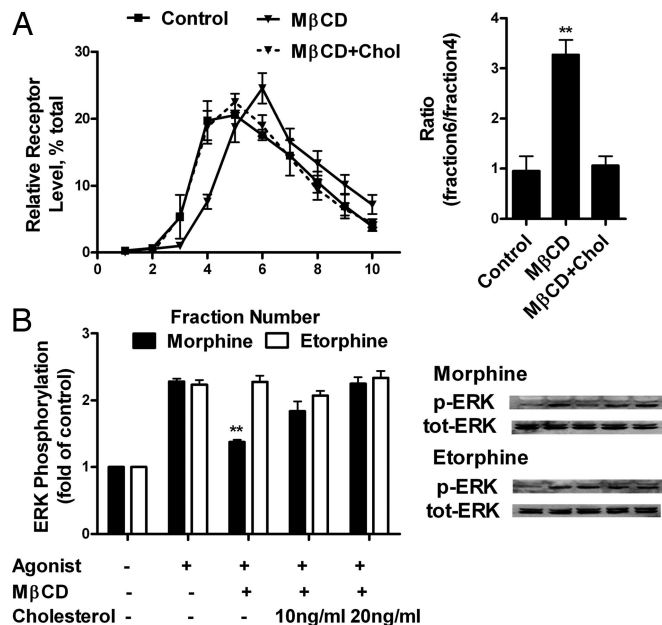 A
Control
MβCD
MβCD+Chol
Relative Receptor
Level, % total
30
20
10
0
0 2 4 6 8 10
Fraction Number
**
Ratio
(fraction6/fraction4)
4
3
2
1
0
Control
MβCD
MβCD+Chol
B
Morphine Etorphine
ERK Phosphorylation
(fold of control)
3
2
1
0
**
Agonist - + + + +
MβCD - - + + +
Cholesterol - - - 10ng/ml 20ng/ml
Morphine
p-ERK
tot-ERK
Etorphine
p-ERK
tot-ERK